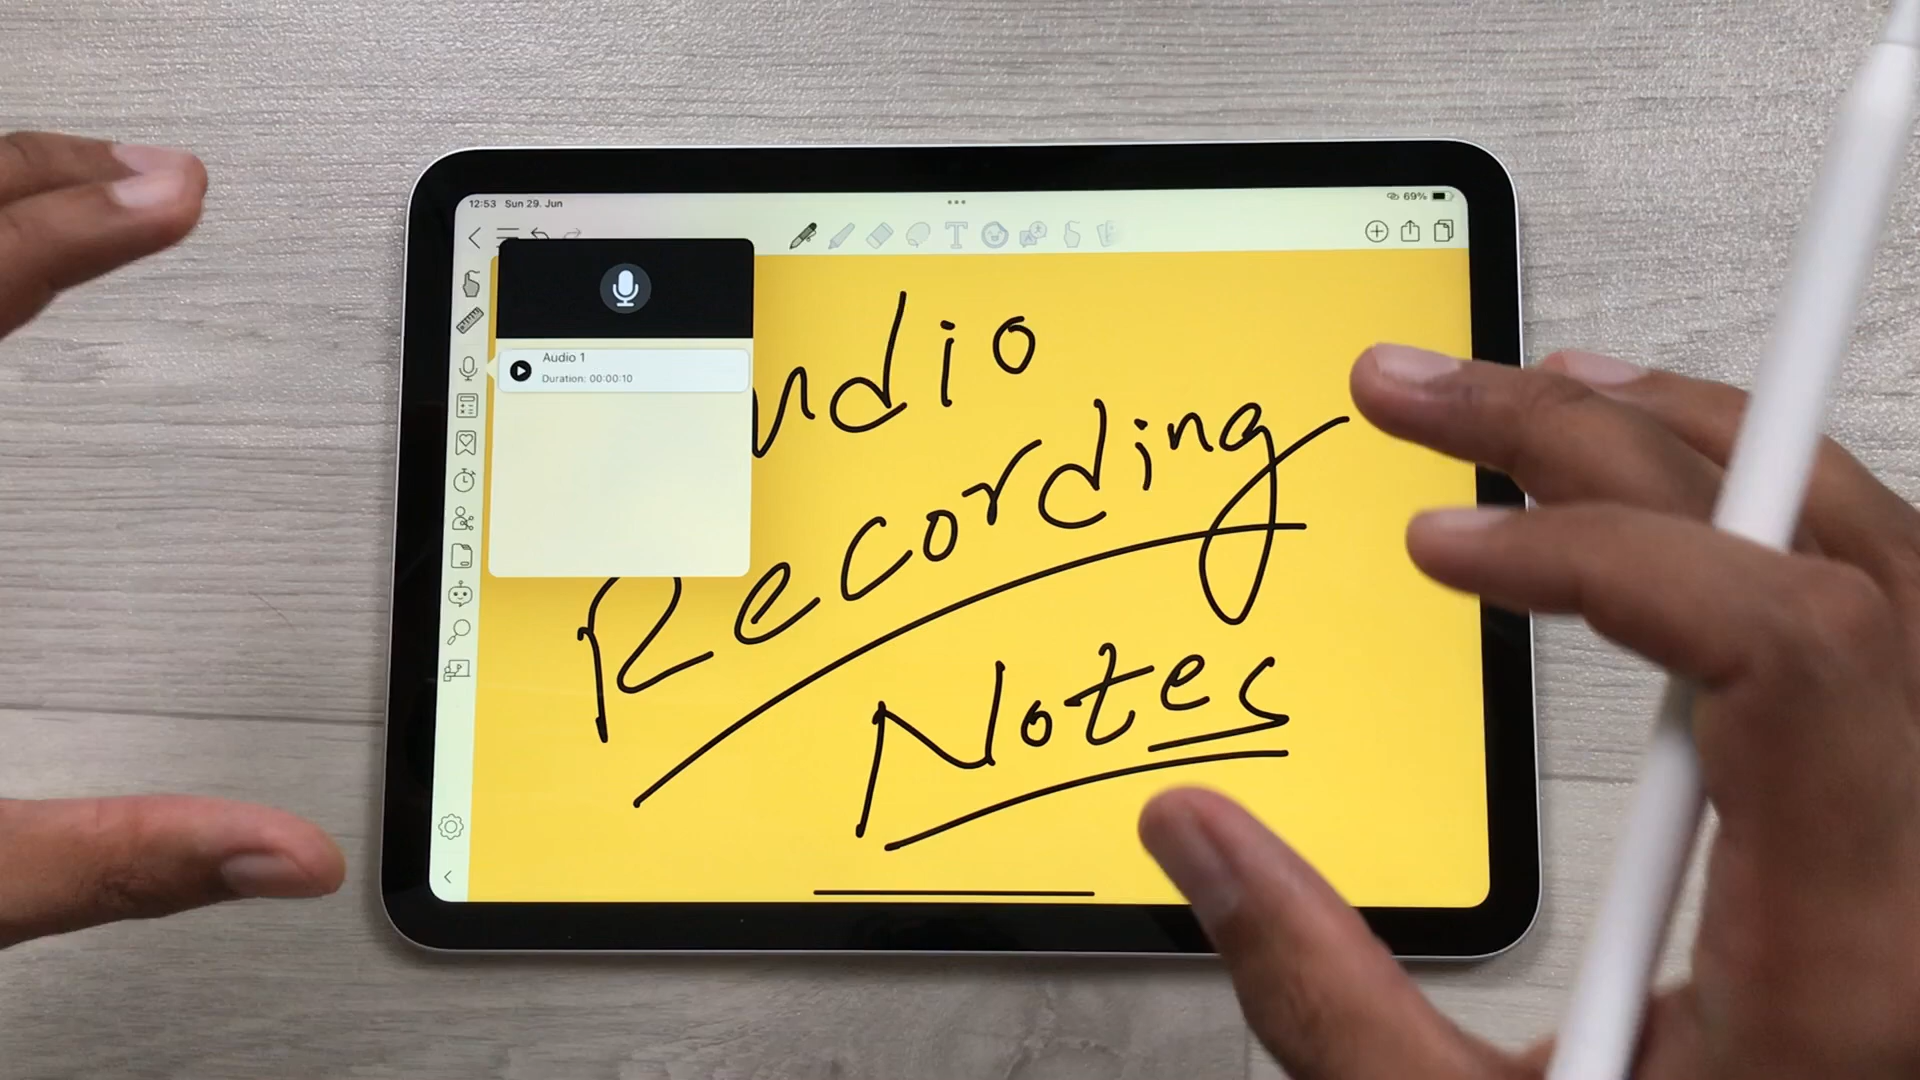 12:53 Sun 29. Jun
69%
T
Audio 1
Duration: 00:00:10
udio
Recording
Notes